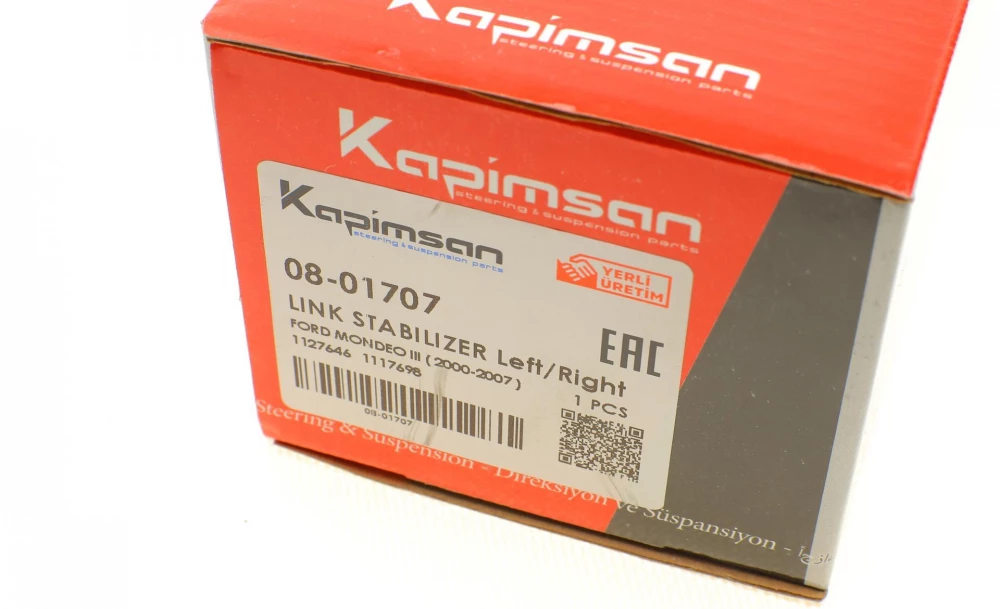 Kapimsan
steering & suspension parts
Kapimsan
steering & suspension parts
Kapimsan
steering & suspension parts
08-01707
YERLİ
ÜRETİM
LINK STABILIZER Left/Right
FORD MONDEO III ( 2000-2007 )
1127646 1117698
EAC
1 PCS
08-01707
Steering & Suspension - Direksiyon ve Süspansiyon -